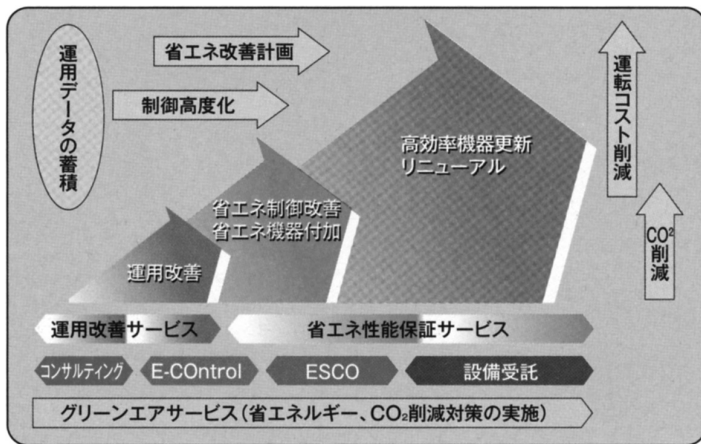 運用データの蓄積
省エネ改善計画
制御高度化
運転コスト削減
CO²
削減
高効率機器更新
リニューアル
省エネ制御改善
省エネ機器付加
運用改善
運用改善サービス
省エネ性能保証サービス
コンサルティング
E-COntrol
ESCO
設備受託
グリーンエアサービス(省エネルギー、CO₂削減対策の実施)